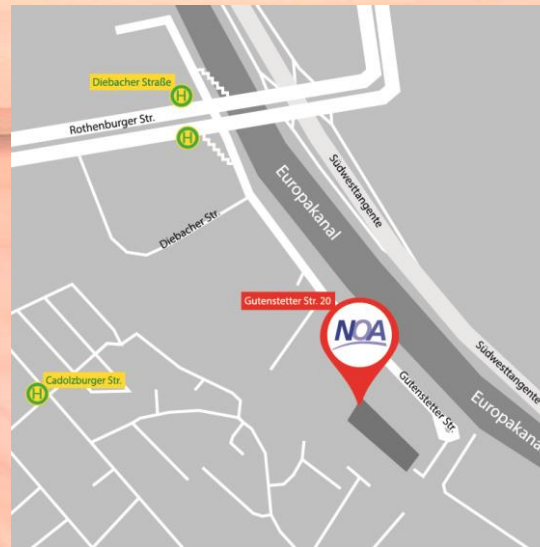 Diebacher Straße
H
Rothenburger Str.
H
Europakanal
Südwesttangente
Diebacher Str.
Gutenstetter Str. 20
NOA
Cadolzburger Str.
H
Gutenstetter Str.
Südwesttangente
Europakanal